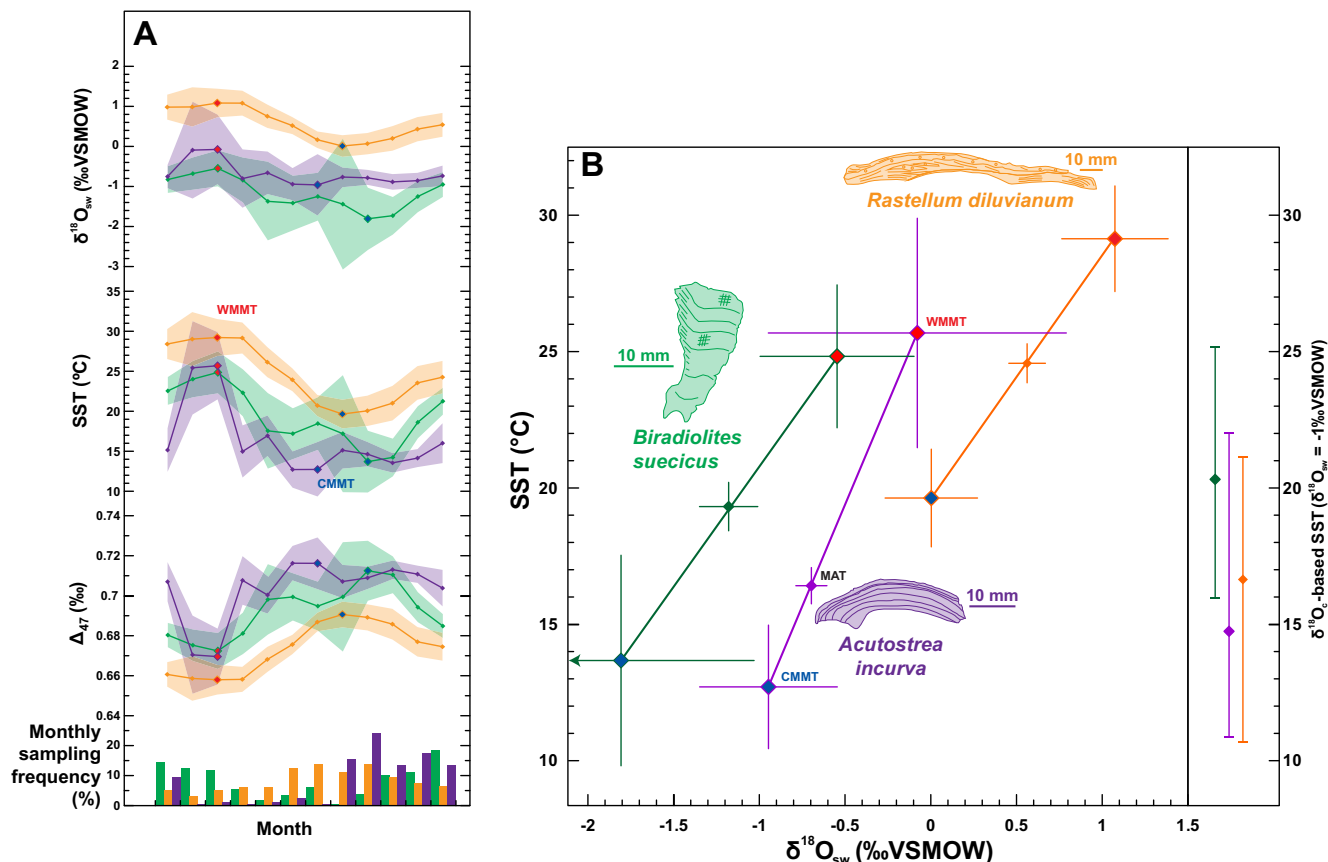 A
2
1
0
-1
-2
-3
δ18Osw (‰VSMOW)
35
30
25
20
15
10
SST (ºC)
WMMT
CMMT
0.74
0.72
0.7
0.68
0.66
0.64
Δ47 (‰)
Monthly
sampling
frequency
(%)
20
10
0
Month
B
30
25
20
15
10
SST (°C)
10 mm
Rastellum diluvianum
10 mm
Biradiolites
suecicus
WMMT
MAT
10 mm
CMMT
Acutostrea
incurva
-2
-1.5
-1
-0.5
0
0.5
1
1.5
δ18Osw (‰VSMOW)
30
25
20
15
10
δ18Oc-based SST (δ18Osw = -1‰VSMOW)